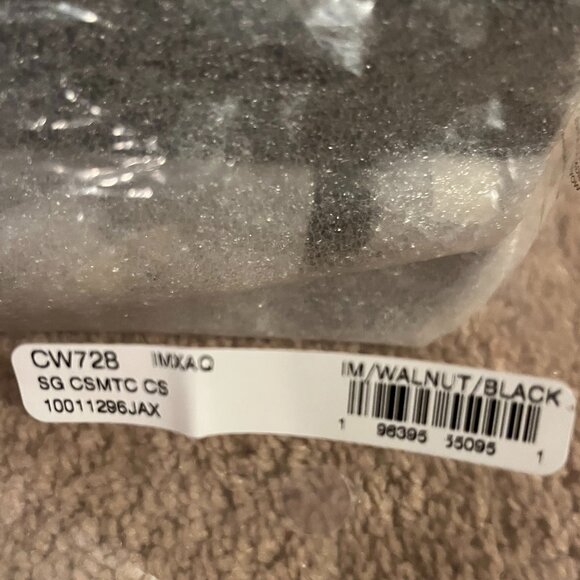 CW728 IMXAQ IM/WALNUT/BLACK
SG CSMTC CS
10011296JAX
1 96395 55095 1